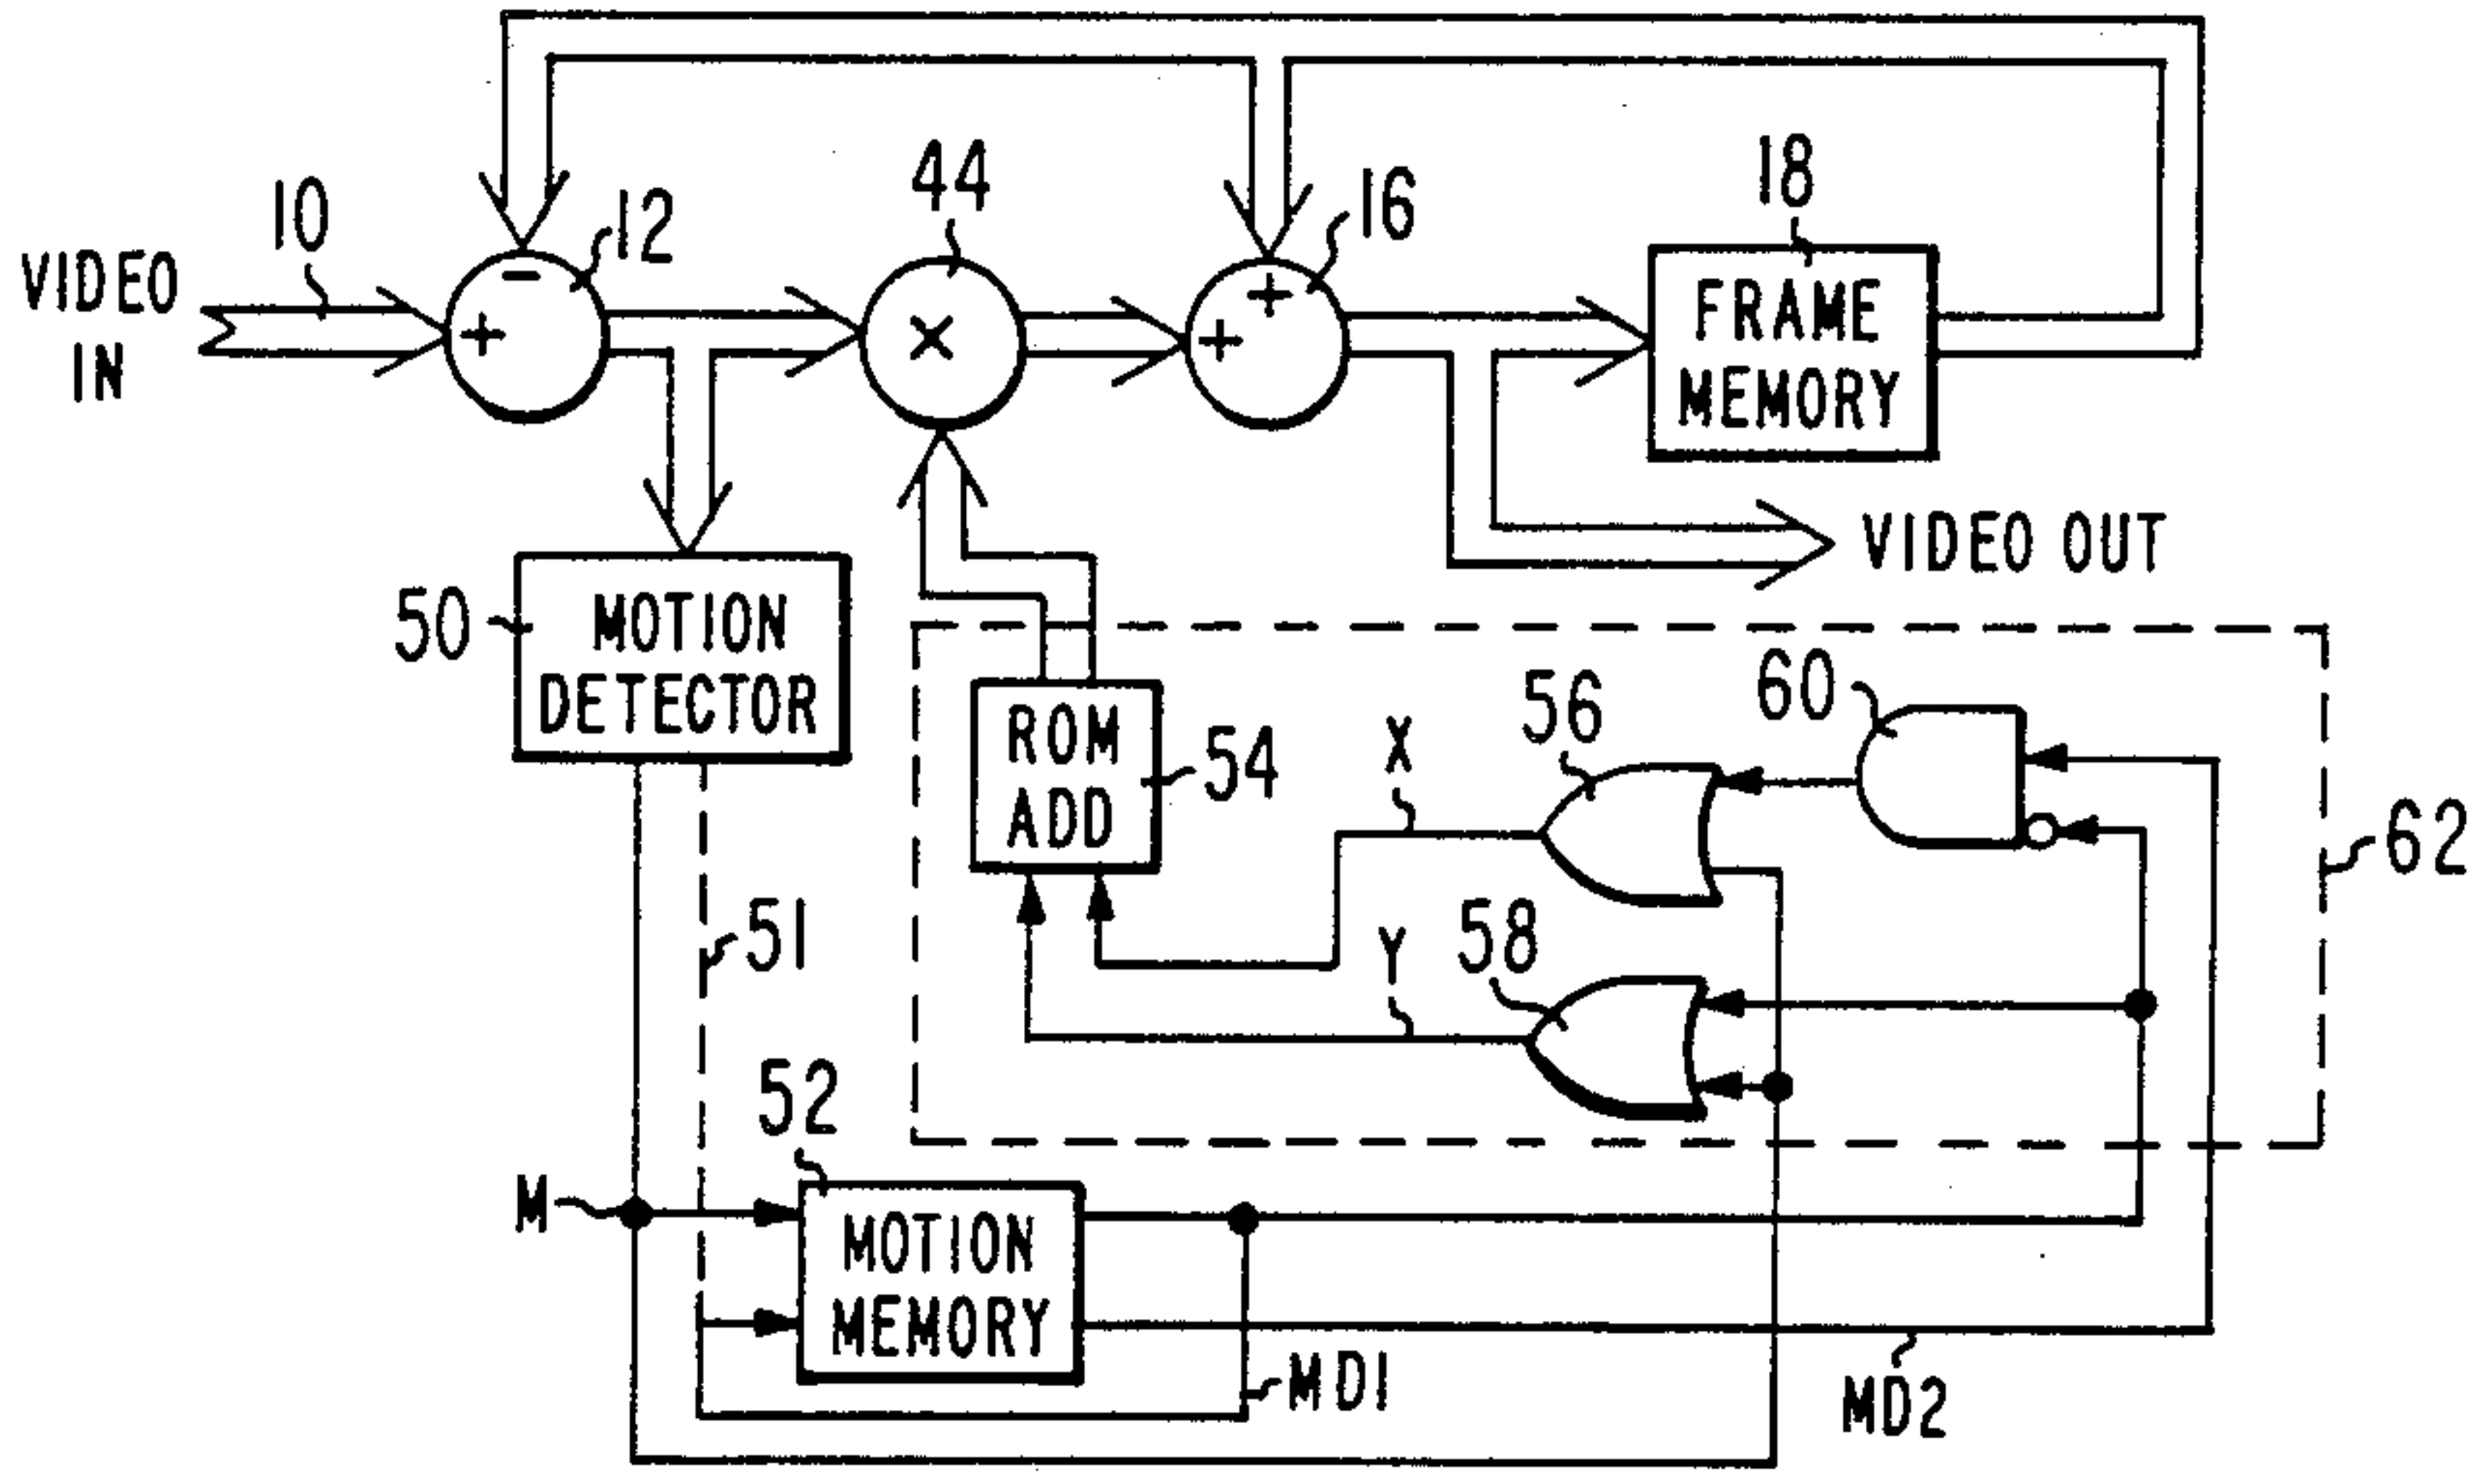 10
VIDEO
IN
12
44
16
18
-
+
×
+
+
FRAME
MEMORY
VIDEO OUT
50
MOTION
DETECTOR
ROM
ADD
54
X
56
60
62
51
Y
58
52
M
MOTION
MEMORY
MD1
MD2